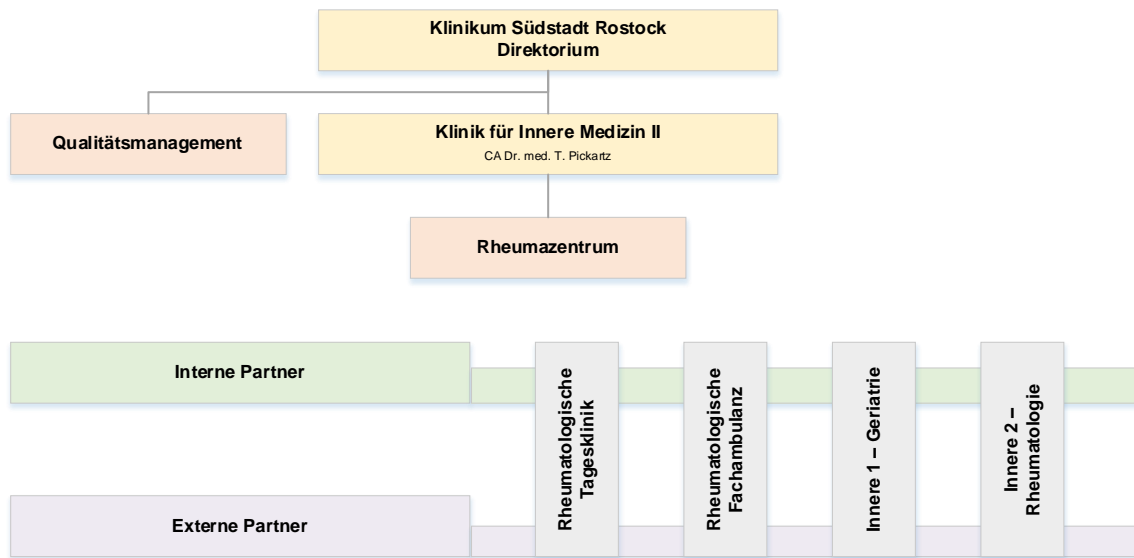 Klinikum Südstadt Rostock
Direktorium
Qualitätsmanagement
Klinik für Innere Medizin II
CA Dr. med. T. Pickartz
Rheumazentrum
Interne Partner
Externe Partner
Rheumatologische
Tagesklinik
Rheumatologische
Fachambulanz
Innere 1 – Geriatrie
Innere 2 –
Rheumatologie